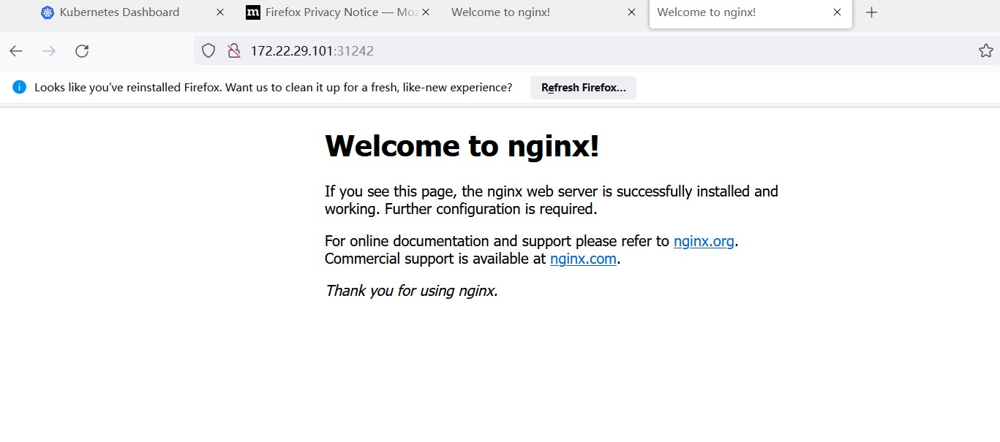 Kubernetes Dashboard
Firefox Privacy Notice — Moz
Welcome to nginx!
Welcome to nginx!
172.22.29.101:31242
Looks like you’ve reinstalled Firefox. Want us to clean it up for a fresh, like-new experience?
Refresh Firefox...
Welcome to nginx!
If you see this page, the nginx web server is successfully installed and
working. Further configuration is required.
For online documentation and support please refer to nginx.org.
Commercial support is available at nginx.com.
Thank you for using nginx.